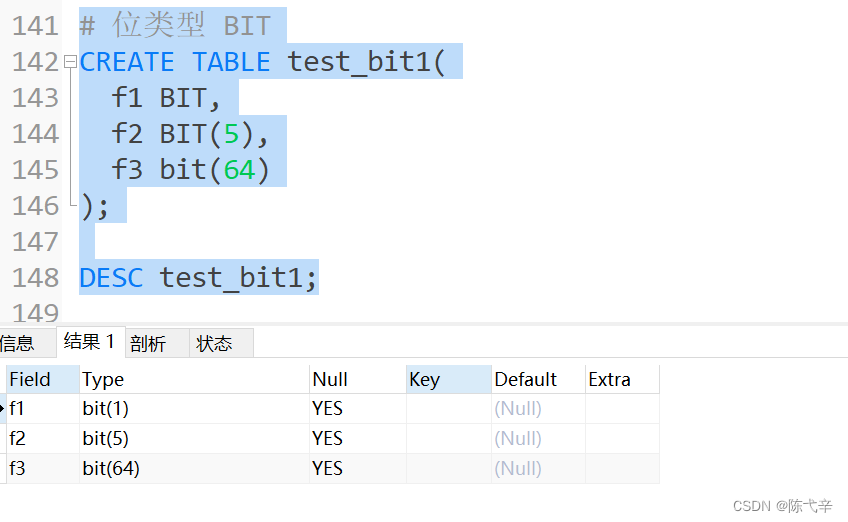 141 # 位类型 BIT
142 CREATE TABLE test_bit1(
143 f1 BIT,
144 f2 BIT(5),
145 f3 bit(64)
146 );
147
148 DESC test_bit1;
149
信息 结果 1 剖析 状态
Field Type Null Key Default Extra
f1 bit(1) YES (Null)
f2 bit(5) YES (Null)
f3 bit(64) YES (Null)
CSDN @陈弋辛